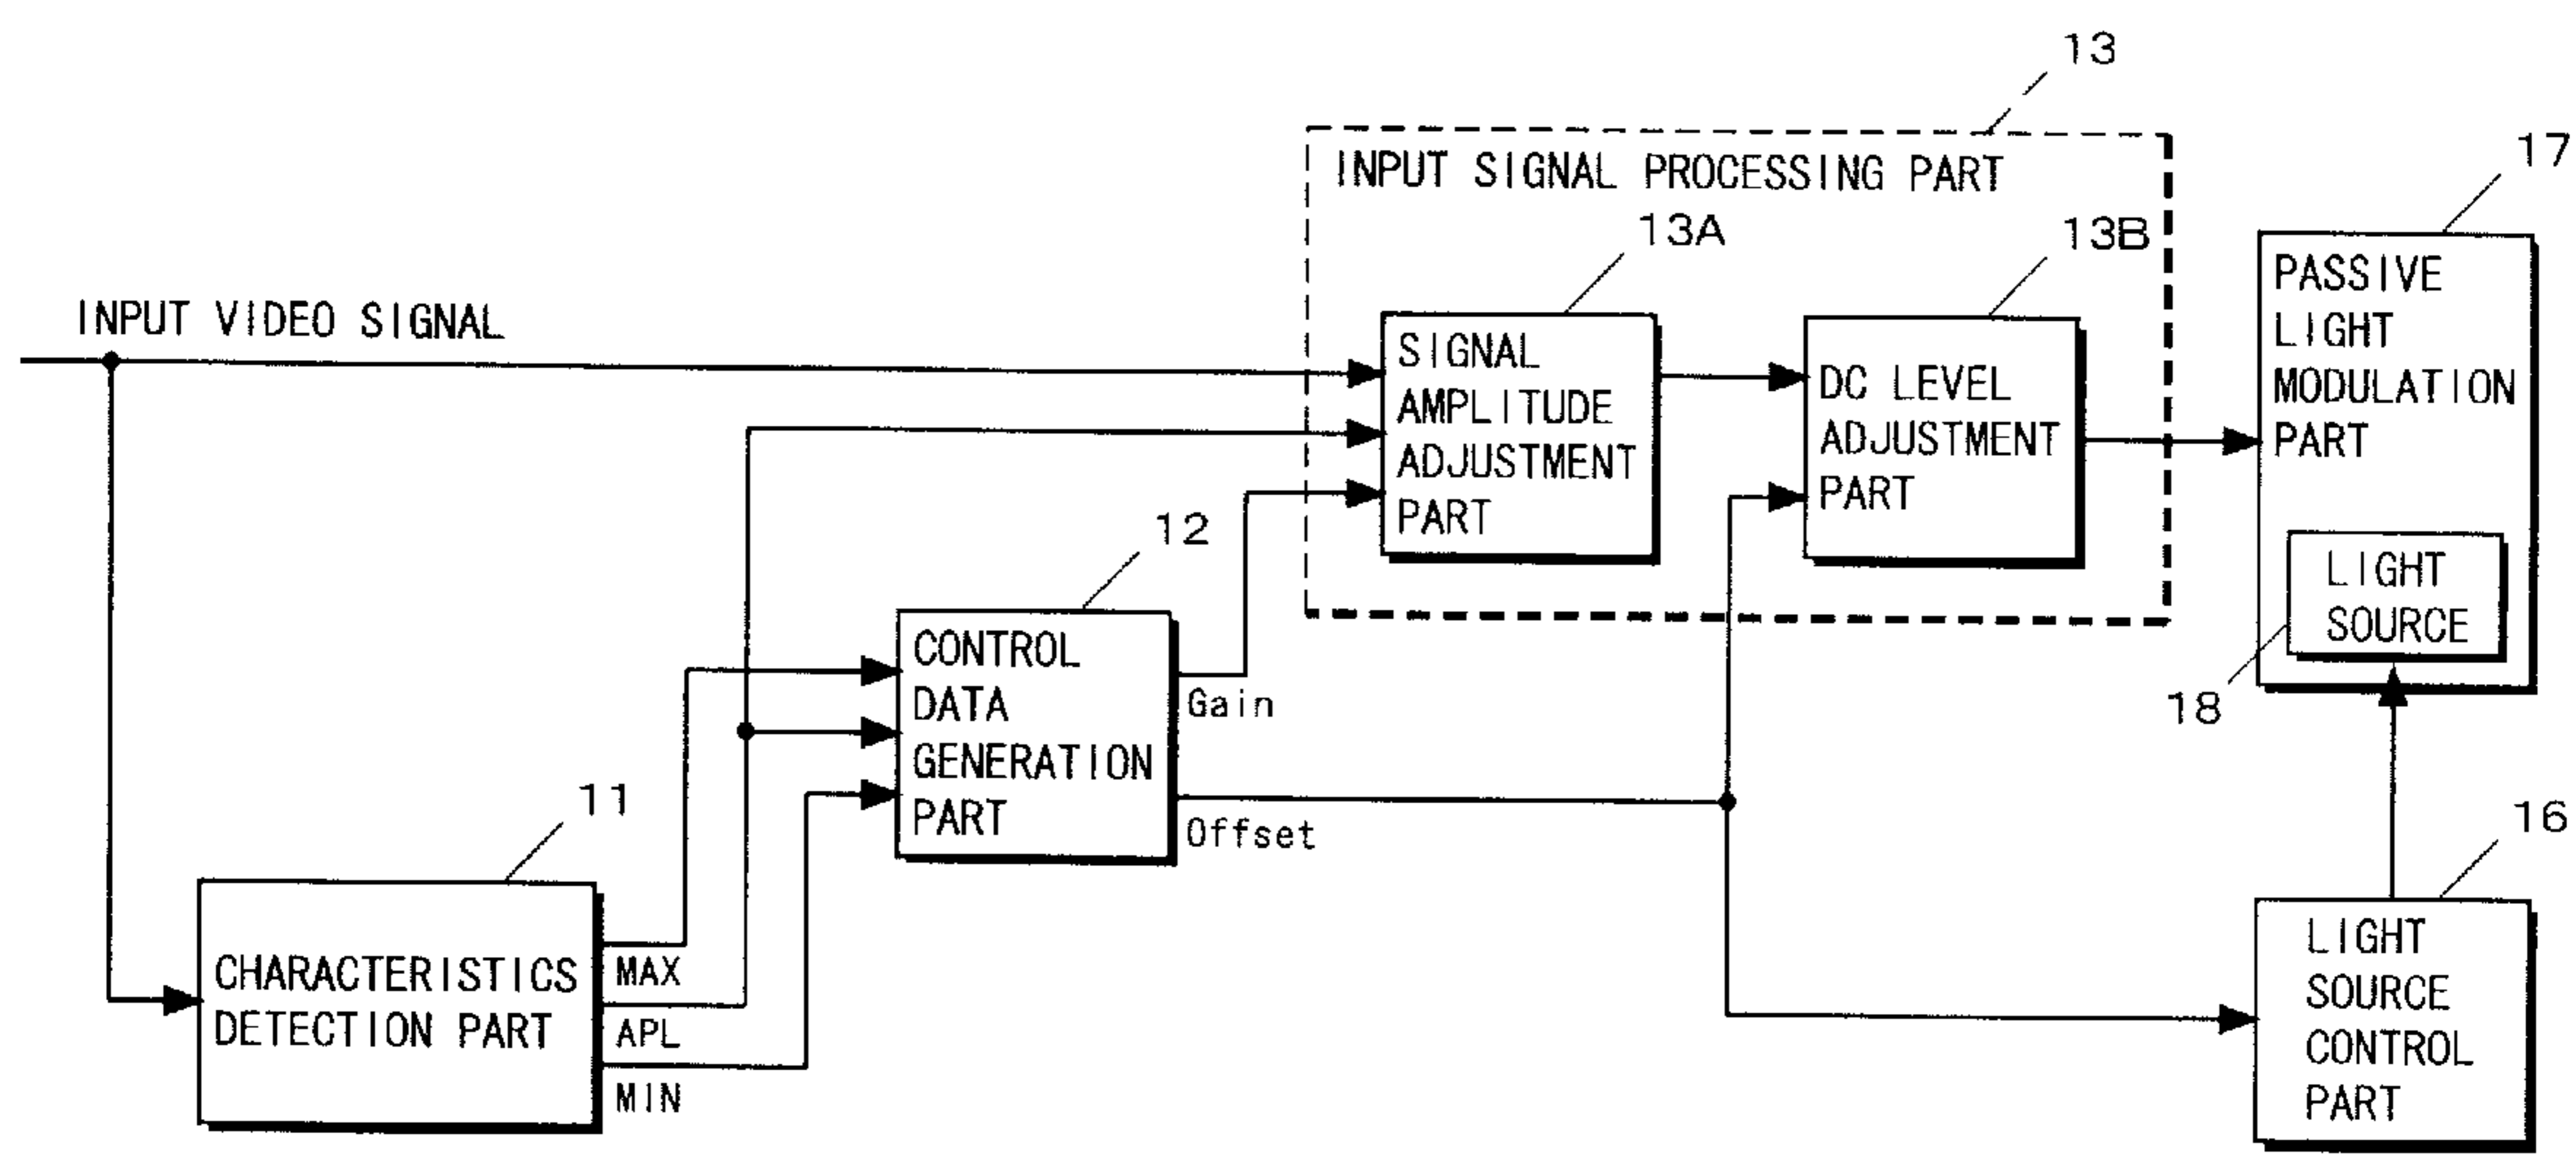 13
INPUT SIGNAL PROCESSING PART
17
13A
13B
INPUT VIDEO SIGNAL
SIGNAL
AMPLITUDE
ADJUSTMENT
PART
DC LEVEL
ADJUSTMENT
PART
PASSIVE
LIGHT
MODULATION
PART
LIGHT
SOURCE
18
12
CONTROL
DATA
GENERATION
PART
Gain
Offset
11
CHARACTERISTICS
DETECTION PART
MAX
APL
MIN
16
LIGHT
SOURCE
CONTROL
PART